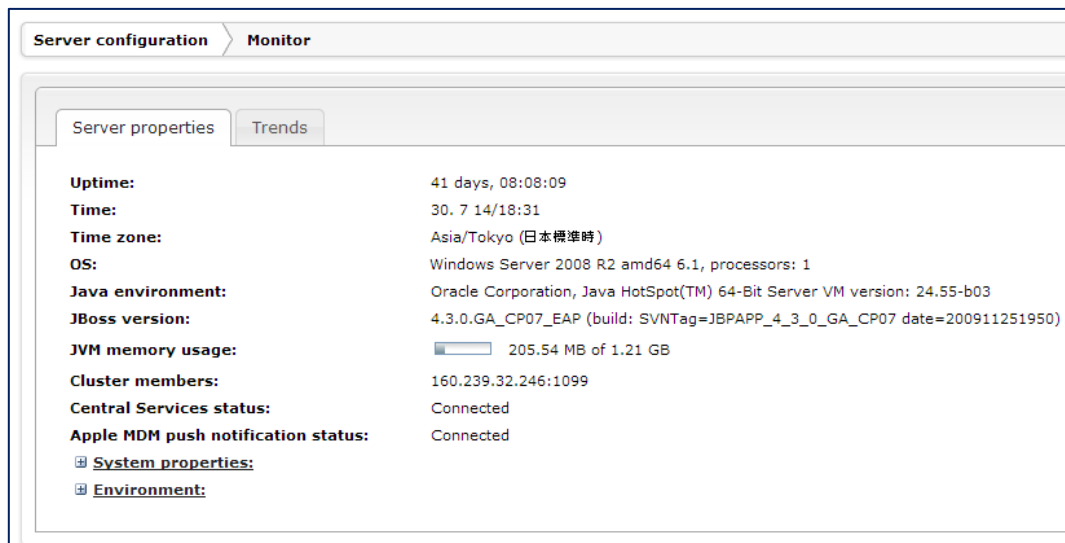 Server configuration Monitor
Server properties Trends
Uptime: 41 days, 08:08:09
Time: 30. 7 14/18:31
Time zone: Asia/Tokyo (日本標準時)
OS: Windows Server 2008 R2 amd64 6.1, processors: 1
Java environment: Oracle Corporation, Java HotSpot(TM) 64-Bit Server VM version: 24.55-b03
JBoss version: 4.3.0.GA_CP07_EAP (build: SVNTag=JBPAPP_4_3_0_GA_CP07 date=200911251950)
JVM memory usage: 205.54 MB of 1.21 GB
Cluster members: 160.239.32.246:1099
Central Services status: Connected
Apple MDM push notification status: Connected
System properties:
Environment: